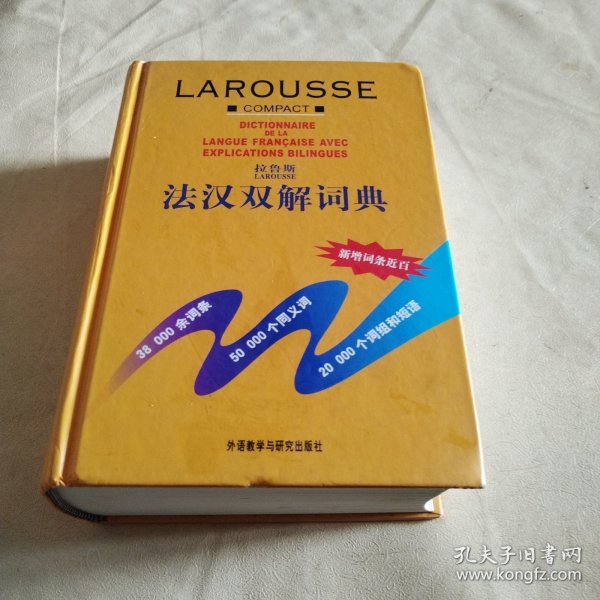 LAROUSSE
COMPACT
DICTIONNAIRE
DE LA
LANGUE FRANÇAISE AVEC
EXPLICATIONS BILINGUES
拉鲁斯
LAROUSSE
法汉双解词典
新增词条近百
38 000 余词条
50 000 个同义词
20 000 个词组和短语
外语教学与研究出版社
孔夫子旧书网
www.kongfz.com